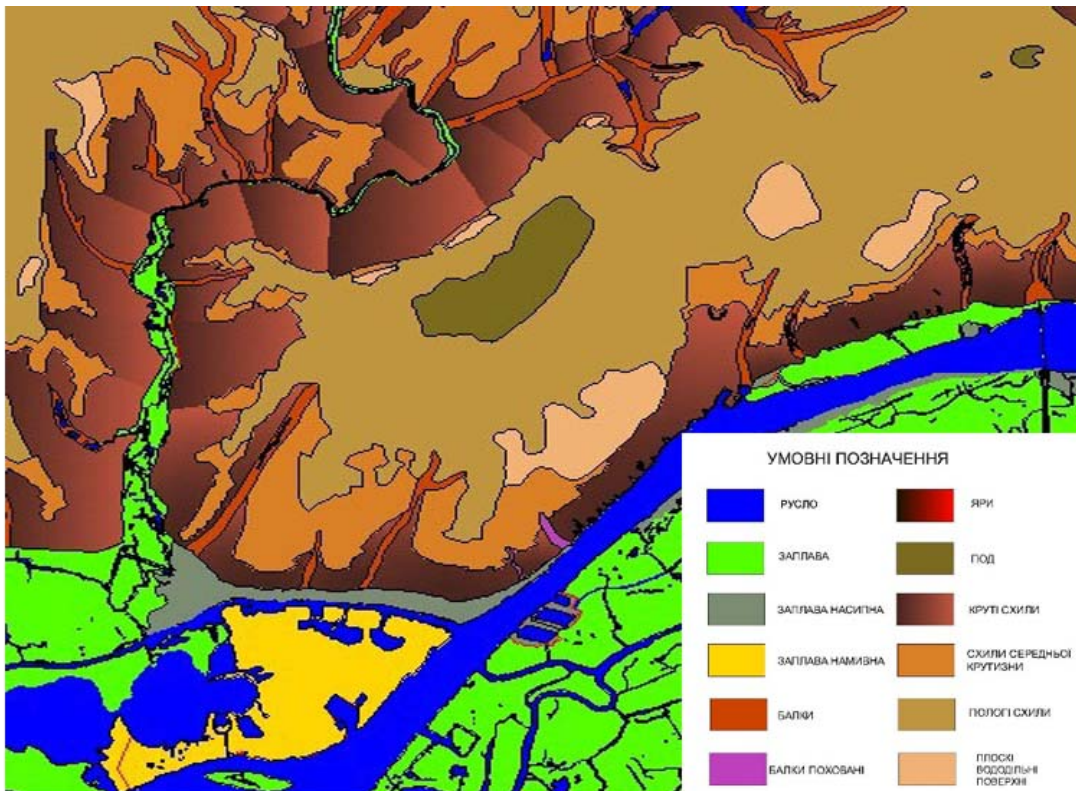 УМОВНІ ПОЗНАЧЕННЯ
РУСЛО
ЗАПЛАВА
ЗАПЛАВА НАСИПНА
ЗАПЛАВА НАМИВНА
БАЛКИ
БАЛКИ ПОХОВАНІ
ЯРИ
ПОД
КРУТІ СХИЛИ
СХИЛИ СЕРЕДНЬОЇ
КРУТИЗНИ
ПОЛОГІ СХИЛИ
ПЛОСКІ
ВОДОДІЛЬНІ
ПОВЕРХНІ